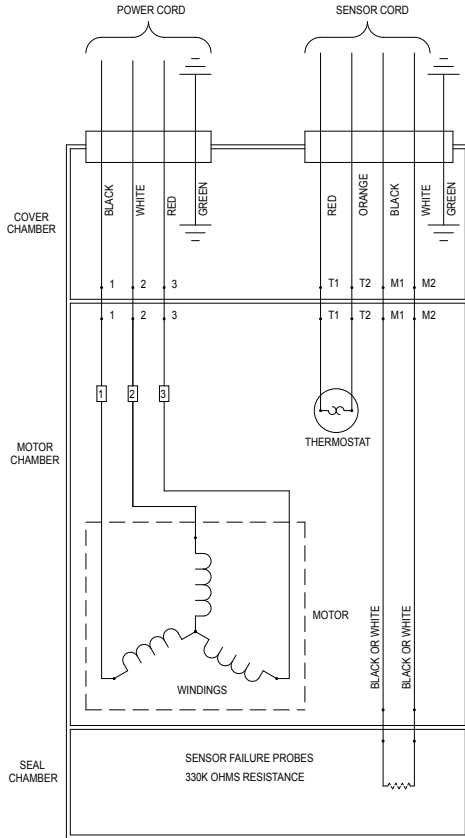 POWER CORD
SENSOR CORD
BLACK
WHITE
RED
GREEN
RED
ORANGE
BLACK
WHITE
GREEN
COVER
CHAMBER
1
2
3
T1
T2
M1
M2
1
2
3
T1
T2
M1
M2
1
2
3
THERMOSTAT
MOTOR
CHAMBER
MOTOR
BLACK OR WHITE
BLACK OR WHITE
WINDINGS
SEAL
CHAMBER
SENSOR FAILURE PROBES
330K OHMS RESISTANCE